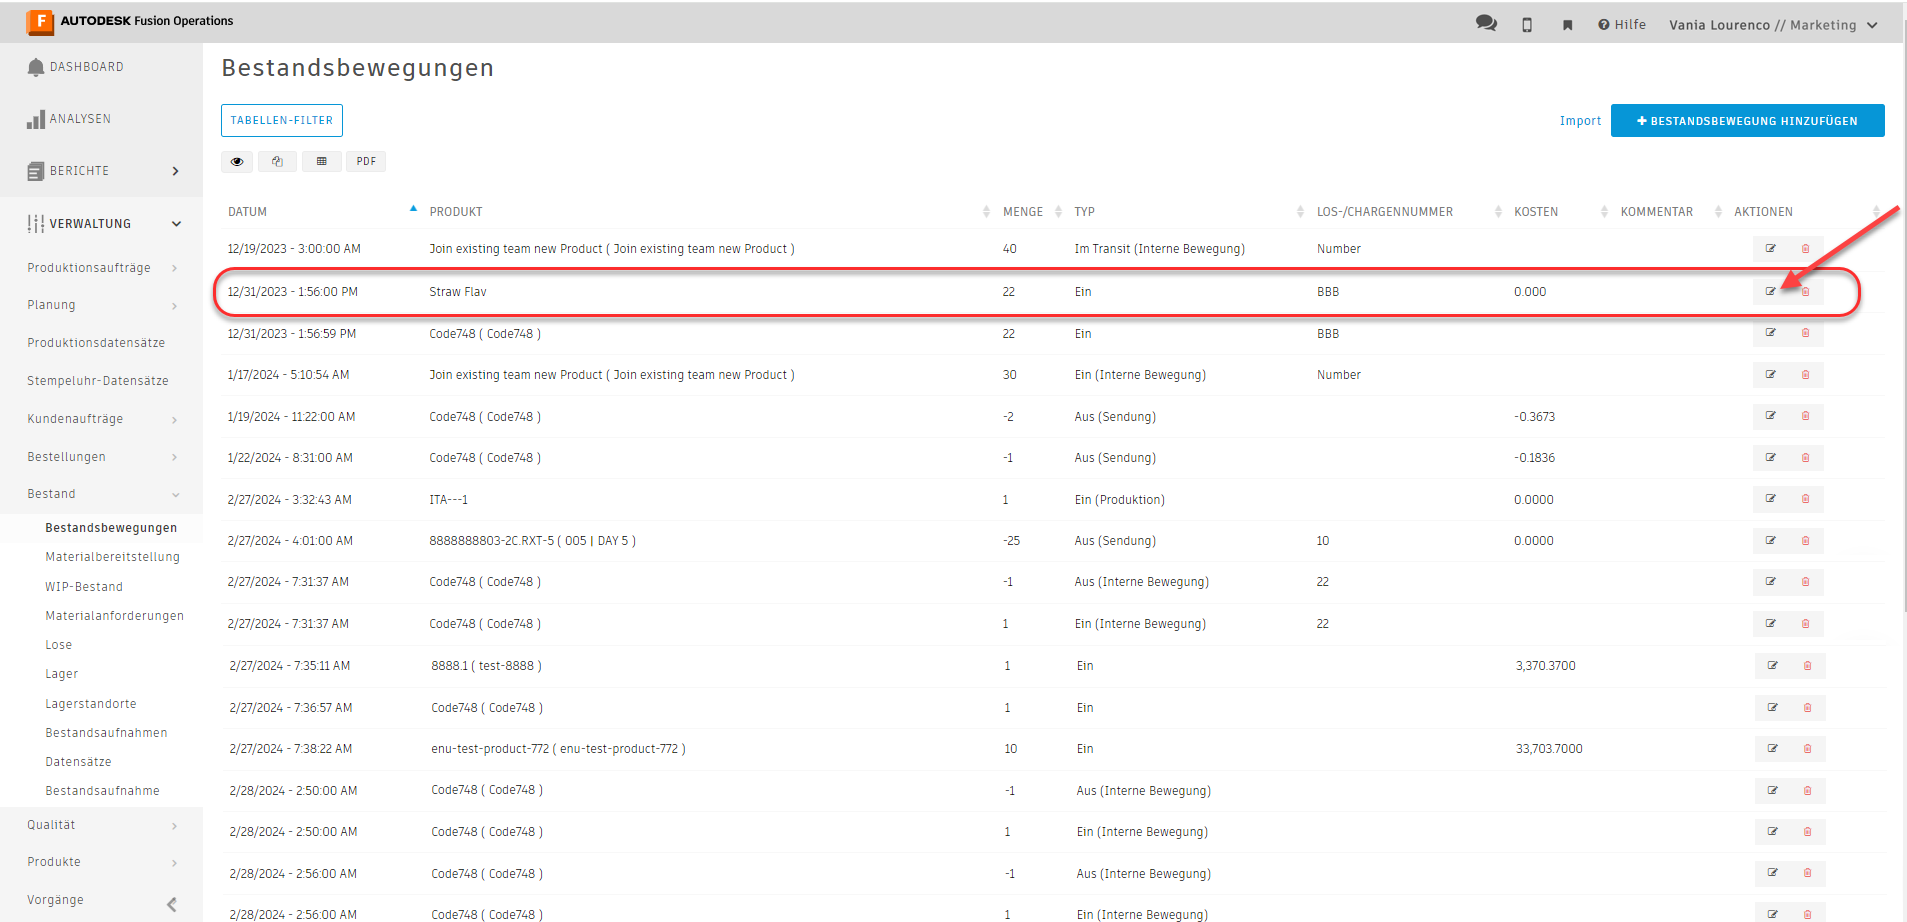 AUTODESK Fusion Operations
Hilfe
Vania Lourenco // Marketing
DASHBOARD
ANALYSEN
BERICHTE
VERWALTUNG
Produktionsaufträge
Planung
Produktionsdatensätze
Stempeluhr-Datensätze
Kundenaufträge
Bestellungen
Bestand
Bestandsbewegungen
Materialbereitstellung
WIP-Bestand
Materialanforderungen
Lose
Lager
Lagerstandorte
Bestandsaufnahmen
Datensätze
Bestandsaufnahme
Qualität
Produkte
Vorgänge
Bestandsbewegungen
TABELLEN-FILTER
Import
+ BESTANDSBEWEGUNG HINZUFÜGEN
PDF
DATUM PRODUKT MENGE TYP LOS-/CHARGENNUMMER KOSTEN KOMMENTAR AKTIONEN
12/19/2023 - 3:00:00 AM Join existing team new Product ( Join existing team new Product ) 40 Im Transit (Interne Bewegung) Number
12/31/2023 - 1:56:00 PM Straw Flav 22 Ein BBB 0.000
12/31/2023 - 1:56:59 PM Code748 ( Code748 ) 22 Ein BBB
1/17/2024 - 5:10:54 AM Join existing team new Product ( Join existing team new Product ) 30 Ein (Interne Bewegung) Number
1/19/2024 - 11:22:00 AM Code748 ( Code748 ) -2 Aus (Sendung) -0.3673
1/22/2024 - 8:31:00 AM Code748 ( Code748 ) -1 Aus (Sendung) -0.1836
2/27/2024 - 3:32:43 AM ITA---1 1 Ein (Produktion) 0.0000
2/27/2024 - 4:01:00 AM 8888888803-2C.RXT-5 ( 005 | DAY 5 ) -25 Aus (Sendung) 10 0.0000
2/27/2024 - 7:31:37 AM Code748 ( Code748 ) -1 Aus (Interne Bewegung) 22
2/27/2024 - 7:31:37 AM Code748 ( Code748 ) 1 Ein (Interne Bewegung) 22
2/27/2024 - 7:35:11 AM 8888.1 ( test-8888 ) 1 Ein 3,370.3700
2/27/2024 - 7:36:57 AM Code748 ( Code748 ) 1 Ein
2/27/2024 - 7:38:22 AM enu-test-product-772 ( enu-test-product-772 ) 10 Ein 33,703.7000
2/28/2024 - 2:50:00 AM Code748 ( Code748 ) -1 Aus (Interne Bewegung)
2/28/2024 - 2:50:00 AM Code748 ( Code748 ) 1 Ein (Interne Bewegung)
2/28/2024 - 2:56:00 AM Code748 ( Code748 ) -1 Aus (Interne Bewegung)
2/28/2024 - 2:56:00 AM Code748 ( Code748 ) 1 Ein (Interne Bewegung)